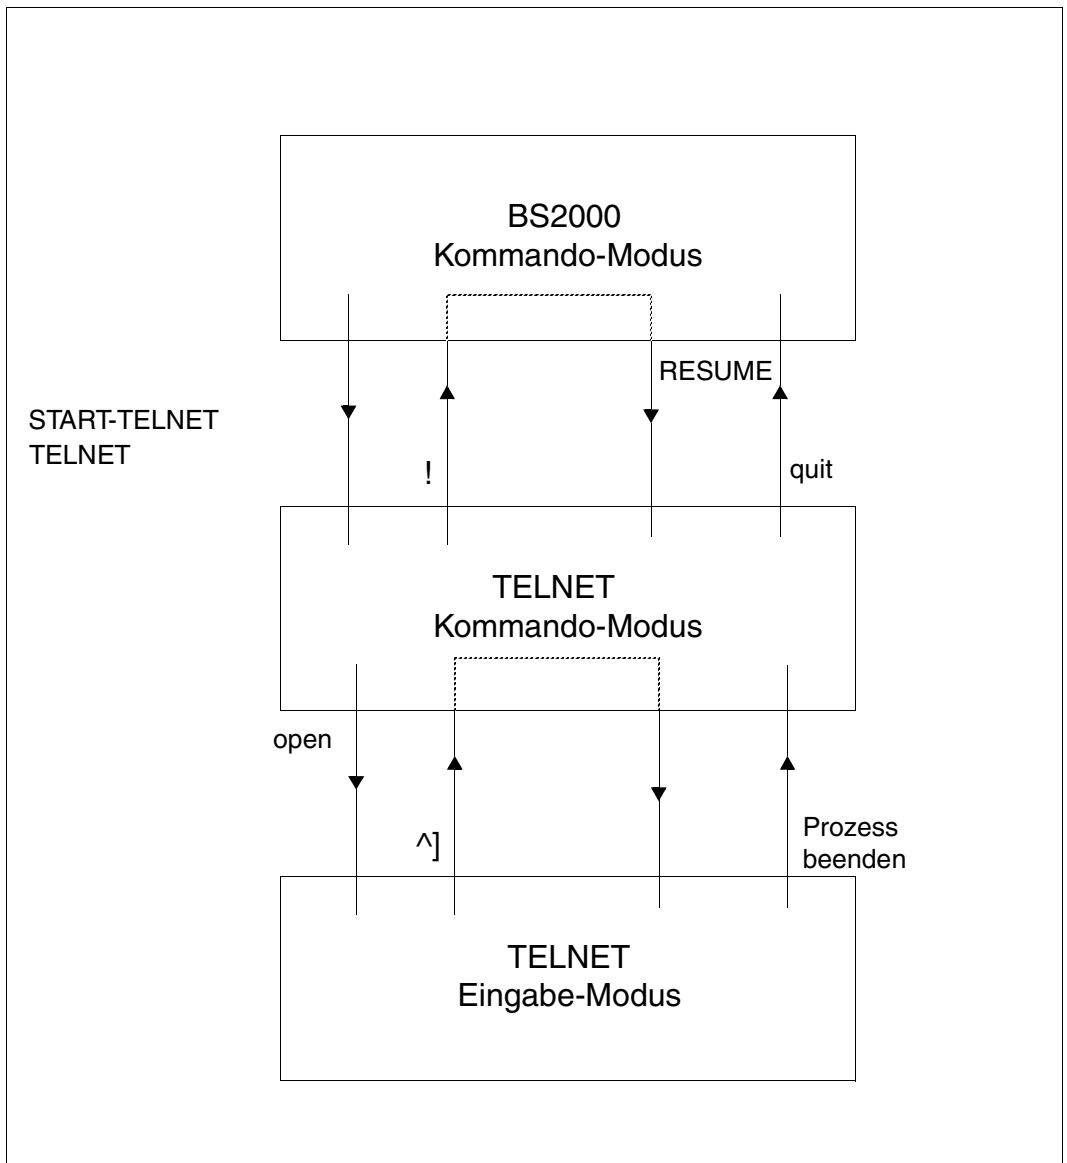 BS2000
Kommando-Modus
RESUME
START-TELNET
TELNET
!
quit
TELNET
Kommando-Modus
open
^]
Prozess
beenden
TELNET
Eingabe-Modus